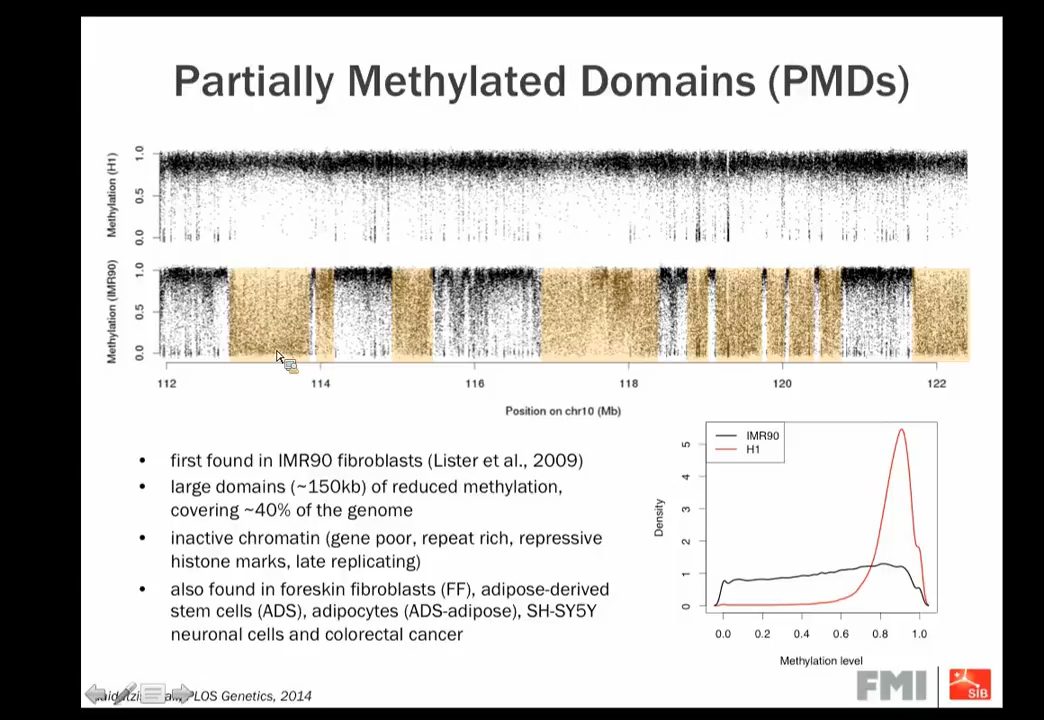 Partially Methylated Domains (PMDs)
Methylation (H1)
1.0
0.5
0.0
Methylation (IMR90)
1.0
0.5
0.0
112 114 116 118 120 122
Position on chr10 (Mb)
• first found in IMR90 fibroblasts (Lister et al., 2009)
• large domains (~150kb) of reduced methylation,
covering ~40% of the genome
• inactive chromatin (gene poor, repeat rich, repressive
histone marks, late replicating)
• also found in foreskin fibroblasts (FF), adipose-derived
stem cells (ADS), adipocytes (ADS-adipose), SH-SY5Y
neuronal cells and colorectal cancer
IMR90
H1
Density
5
4
3
2
1
0
0.0 0.2 0.4 0.6 0.8 1.0
Methylation level
PLOS Genetics, 2014
FMI
SIB